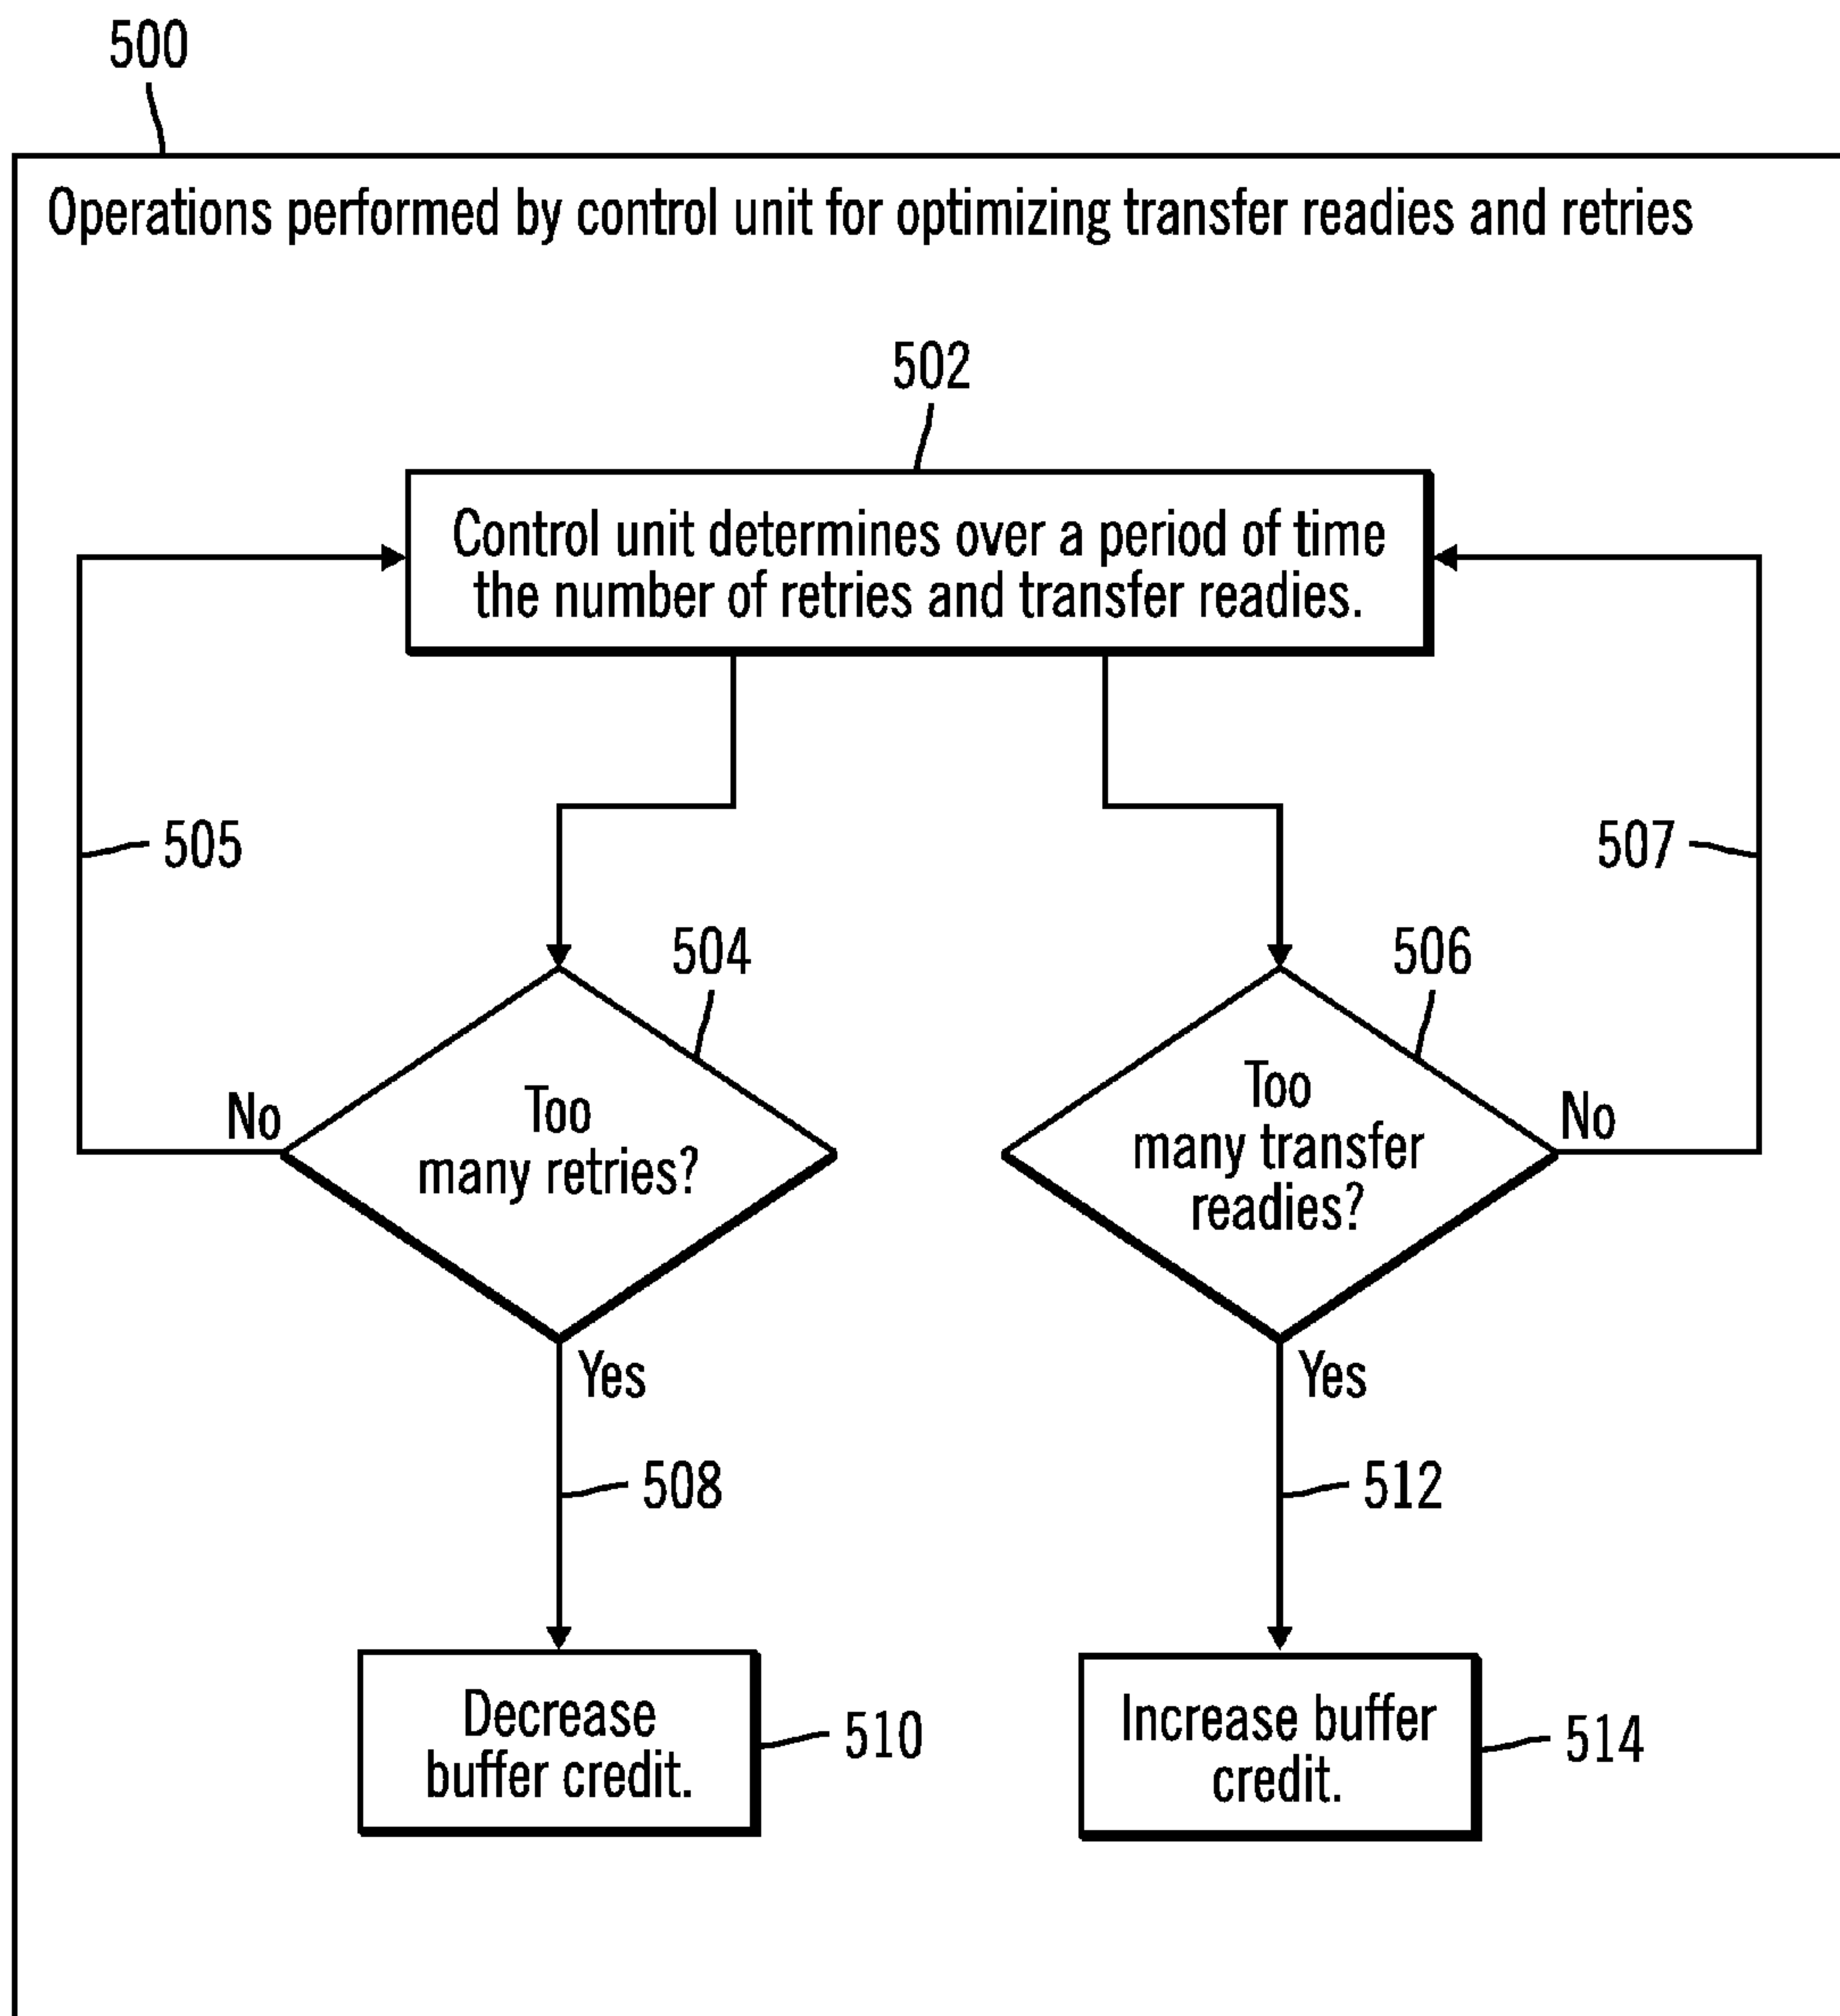 500
Operations performed by control unit for optimizing transfer readies and retries
502
Control unit determines over a period of time
the number of retries and transfer readies.
505
507
504
506
No
Too
many retries?
Too
many transfer
readies?
No
Yes
Yes
508
512
Decrease
buffer credit.
510
Increase buffer
credit.
514